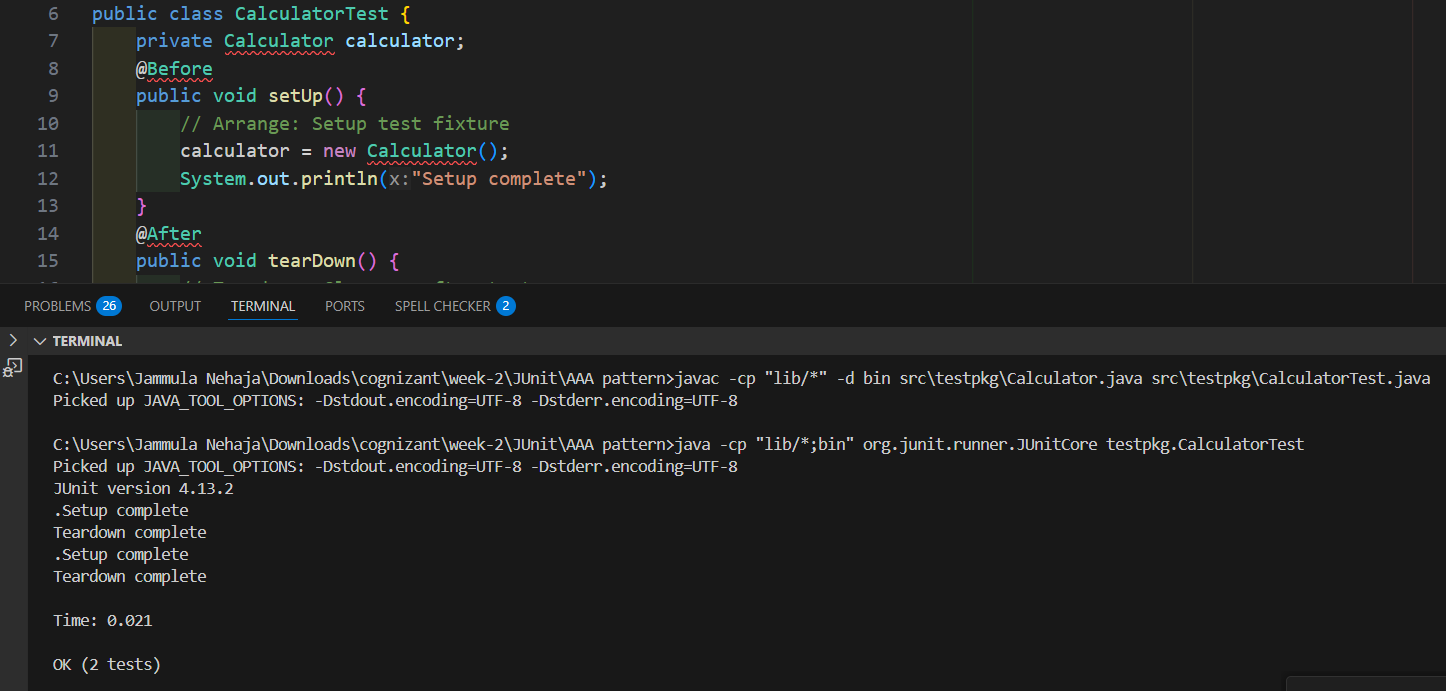 6 public class CalculatorTest {
7 private Calculator calculator;
8 @Before
9 public void setUp() {
10 // Arrange: Setup test fixture
11 calculator = new Calculator();
12 System.out.println(x:"Setup complete");
13 }
14 @After
15 public void tearDown() {
PROBLEMS 26 OUTPUT TERMINAL PORTS SPELL CHECKER 2
TERMINAL
C:\Users\Jammula Nehaja\Downloads\cognizant\week-2\JUnit\AAA pattern>javac -cp "lib/*" -d bin src\testpkg\Calculator.java src\testpkg\CalculatorTest.java
Picked up JAVA_TOOL_OPTIONS: -Dstdout.encoding=UTF-8 -Dstderr.encoding=UTF-8
C:\Users\Jammula Nehaja\Downloads\cognizant\week-2\JUnit\AAA pattern>java -cp "lib/*;bin" org.junit.runner.JUnitCore testpkg.CalculatorTest
Picked up JAVA_TOOL_OPTIONS: -Dstdout.encoding=UTF-8 -Dstderr.encoding=UTF-8
JUnit version 4.13.2
.Setup complete
Teardown complete
.Setup complete
Teardown complete
Time: 0.021
OK (2 tests)